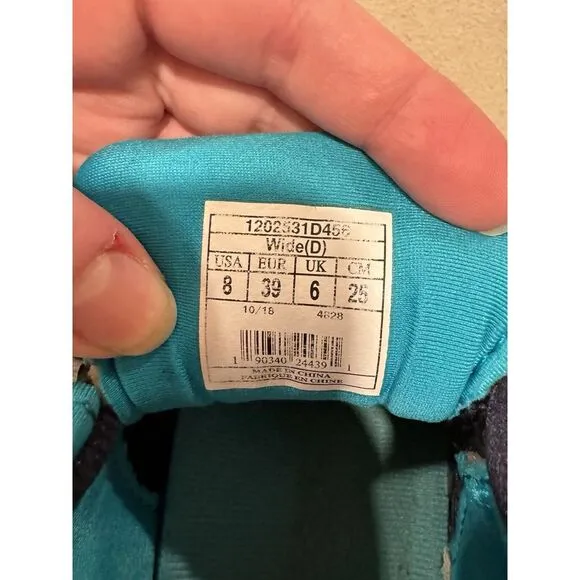 1202531D456
Wide(D)
USA EUR UK CM
8 39 6 25
10/18 4828
1 90340 24439 1
MADE IN CHINA
FABRIQUE EN CHINE